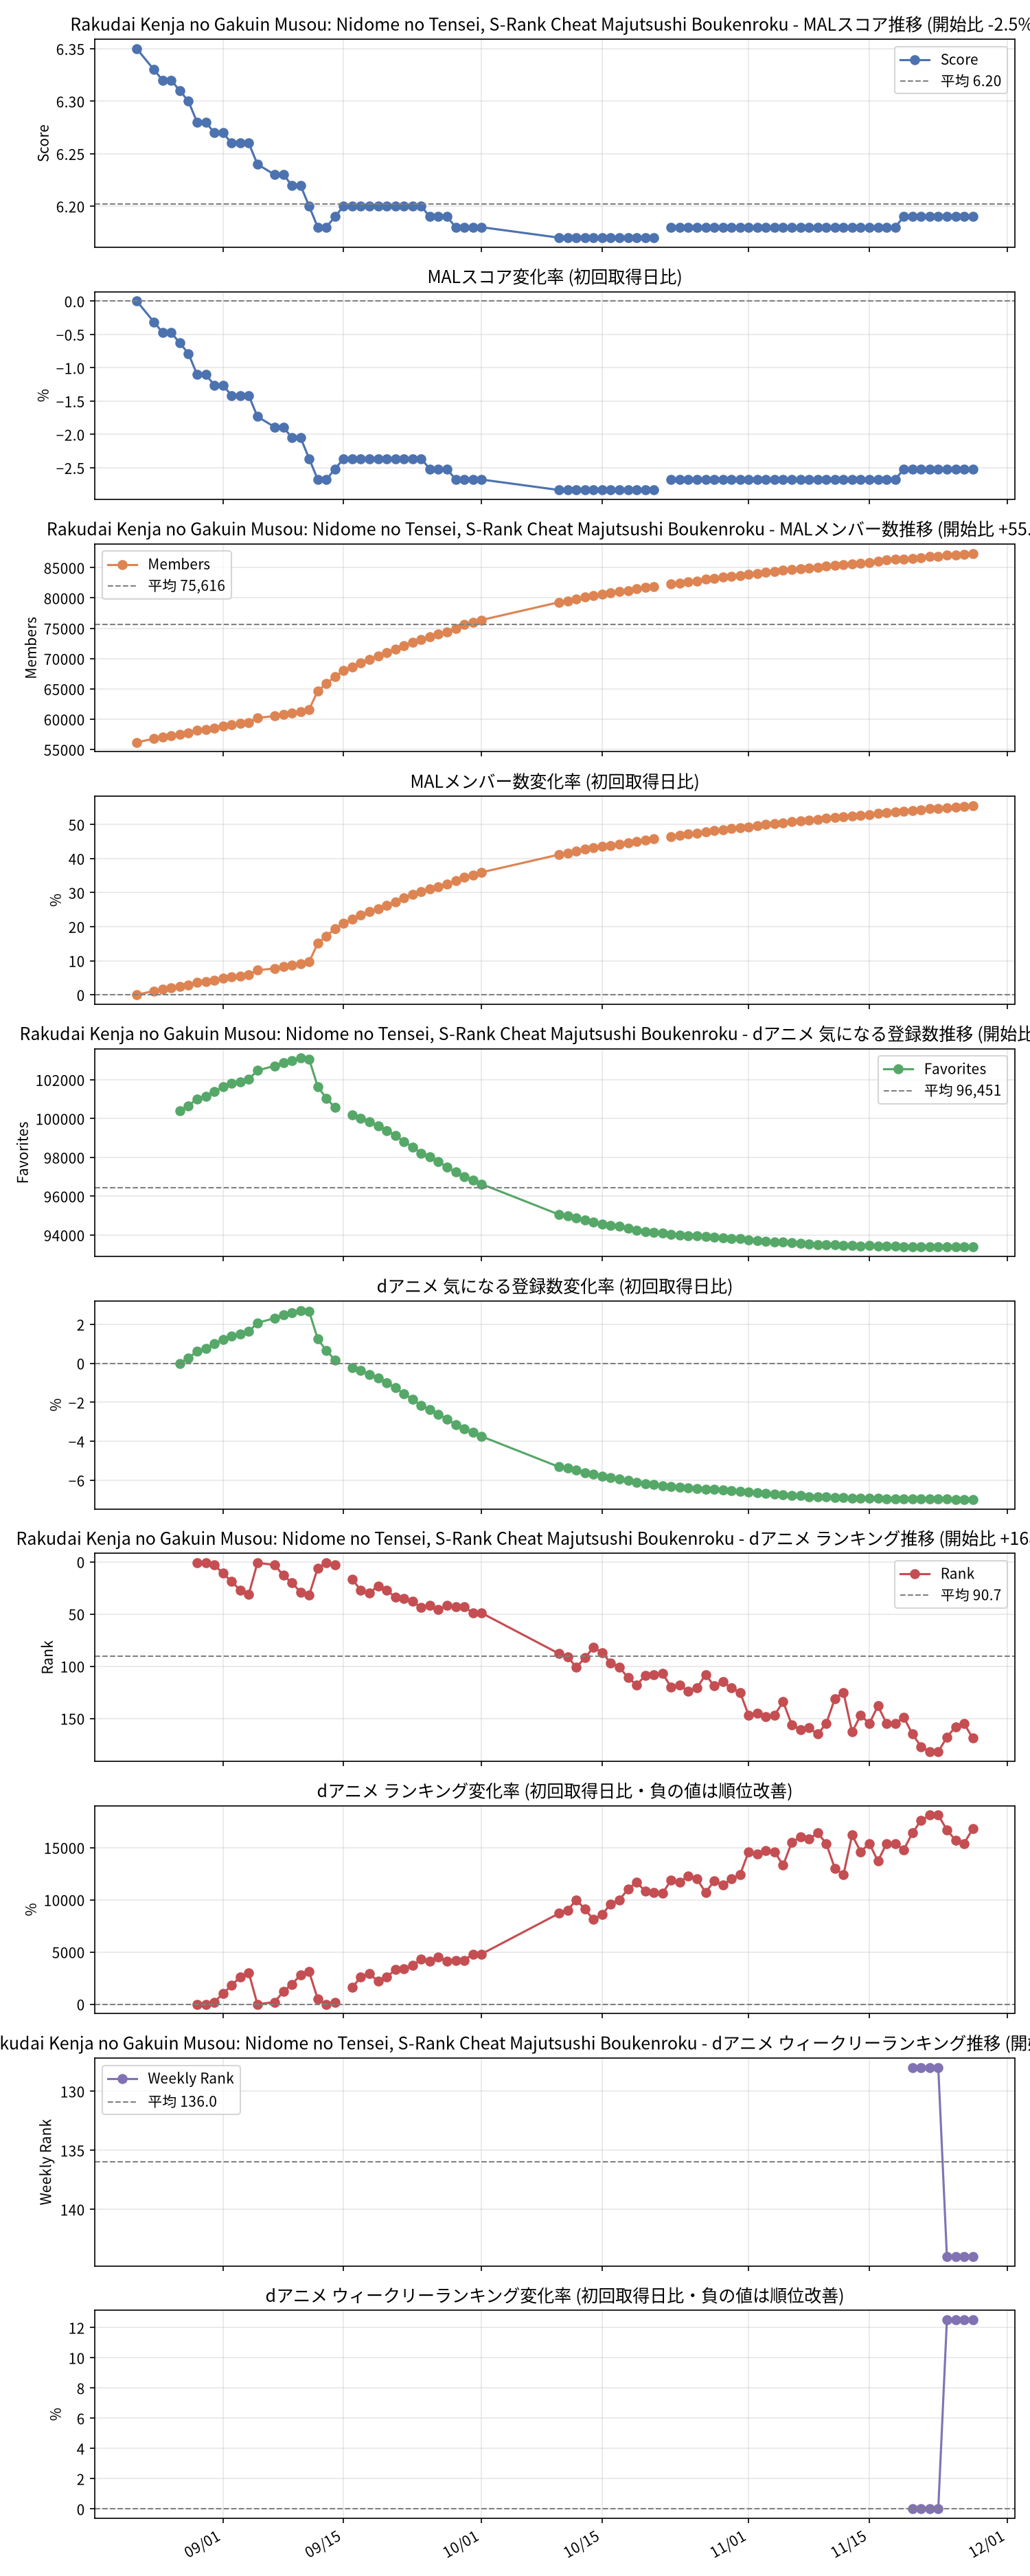 Rakudai Kenja no Gakuin Musou: Nidome no Tensei, S-Rank Cheat Majutsushi Boukenroku - MALスコア推移 (開始比 -2.5%
6.35
6.30
6.25
6.20
Score
Score
平均 6.20
MALスコア変化率 (初回取得日比)
0.0
−0.5
−1.0
−1.5
−2.0
−2.5
%
Rakudai Kenja no Gakuin Musou: Nidome no Tensei, S-Rank Cheat Majutsushi Boukenroku - MALメンバー数推移 (開始比 +55.
85000
80000
75000
70000
65000
60000
55000
Members
Members
平均 75,616
MALメンバー数変化率 (初回取得日比)
50
40
30
20
10
0
%
Rakudai Kenja no Gakuin Musou: Nidome no Tensei, S-Rank Cheat Majutsushi Boukenroku - dアニメ 気になる登録数推移 (開始比
102000
100000
98000
96000
94000
Favorites
Favorites
平均 96,451
dアニメ 気になる登録数変化率 (初回取得日比)
2
0
−2
−4
−6
%
Rakudai Kenja no Gakuin Musou: Nidome no Tensei, S-Rank Cheat Majutsushi Boukenroku - dアニメ ランキング推移 (開始比 +16
0
50
100
150
Rank
Rank
平均 90.7
dアニメ ランキング変化率 (初回取得日比・負の値は順位改善)
15000
10000
5000
0
%
kudai Kenja no Gakuin Musou: Nidome no Tensei, S-Rank Cheat Majutsushi Boukenroku - dアニメ ウィークリーランキング推移 (開
130
135
140
Weekly Rank
Weekly Rank
平均 136.0
dアニメ ウィークリーランキング変化率 (初回取得日比・負の値は順位改善)
12
10
8
6
4
2
0
%
09/01
09/15
10/01
10/15
11/01
11/15
12/01